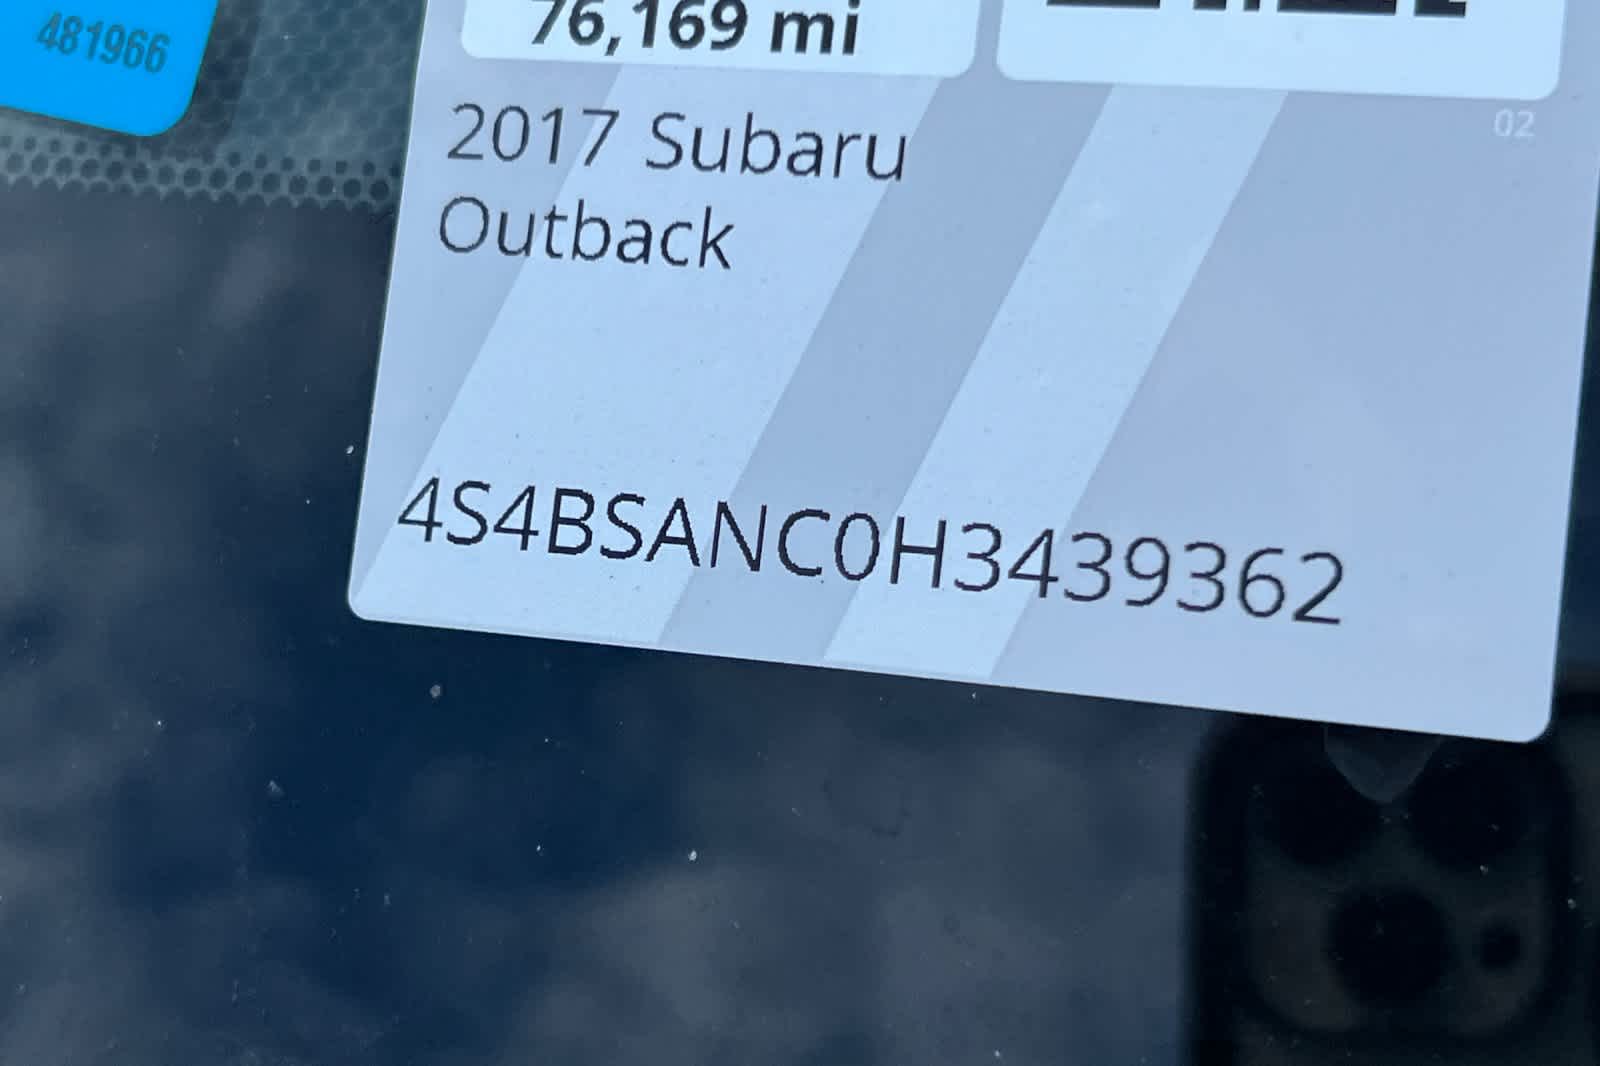 481966
76,169 mi
02
2017 Subaru
Outback
4S4BSANC0H3439362